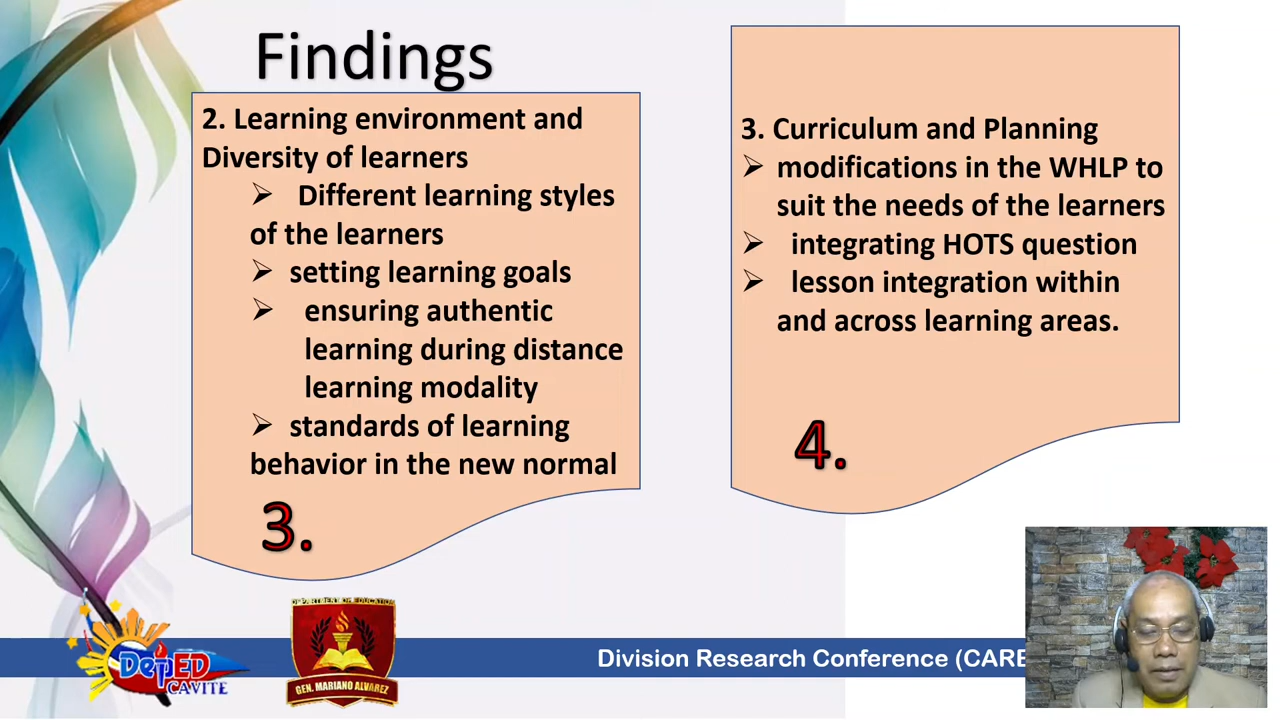 Findings
2. Learning environment and
Diversity of learners
➢ Different learning styles
of the learners
➢ setting learning goals
➢ ensuring authentic
learning during distance
learning modality
➢ standards of learning
behavior in the new normal
3.
3. Curriculum and Planning
➢ modifications in the WHLP to
suit the needs of the learners
➢ integrating HOTS question
➢ lesson integration within
and across learning areas.
4.
DepED
CAVITE
DEPARTMENT OF EDUCATION
GEN. MARIANO ALVAREZ
Division Research Conference (CARE